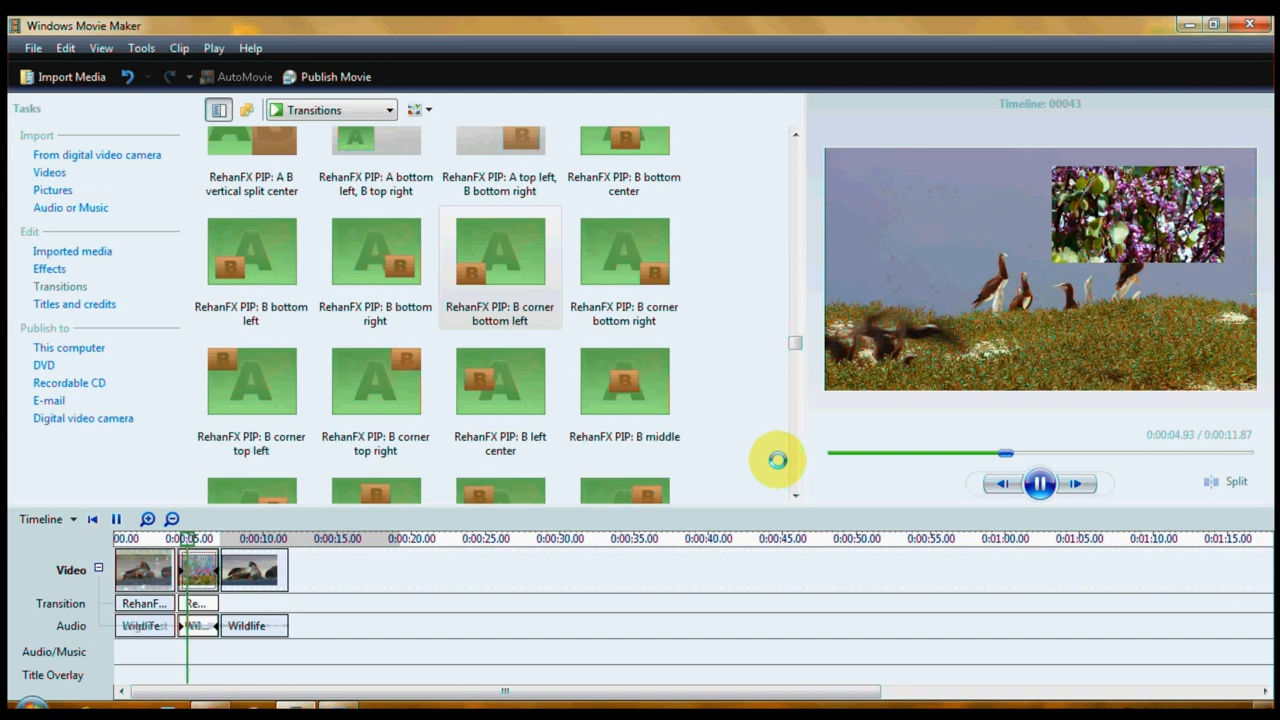 Windows Movie Maker
File Edit View Tools Clip Play Help
Import Media AutoMovie Publish Movie
Tasks
Import
From digital video camera
Videos
Pictures
Audio or Music
Edit
Imported media
Effects
Transitions
Titles and credits
Publish to
This computer
DVD
Recordable CD
E-mail
Digital video camera
Transitions
A
B
B
B
RehanFX PIP: A B
vertical split center
RehanFX PIP: A bottom
left, B top right
RehanFX PIP: A top left,
B bottom right
RehanFX PIP: B bottom
center
A B
A B
A B
A B
RehanFX PIP: B bottom
left
RehanFX PIP: B bottom
right
RehanFX PIP: B corner
bottom left
RehanFX PIP: B corner
bottom right
B A
A B
B
B
RehanFX PIP: B corner
top left
RehanFX PIP: B corner
top right
RehanFX PIP: B left
center
RehanFX PIP: B middle
B
B
B
Timeline: 00043
0:00:04.93 / 0:00:11.87
Split
Timeline
00.00 0:00:05.00 0:00:10.00 0:00:15.00 0:00:20.00 0:00:25.00 0:00:30.00 0:00:35.00 0:00:40.00 0:00:45.00 0:00:50.00 0:00:55.00 0:01:00.00 0:01:05.00 0:01:10.00 0:01:15.00
Video
Transition RehanF... Re...
Audio Wildlife
Audio/Music
Title Overlay